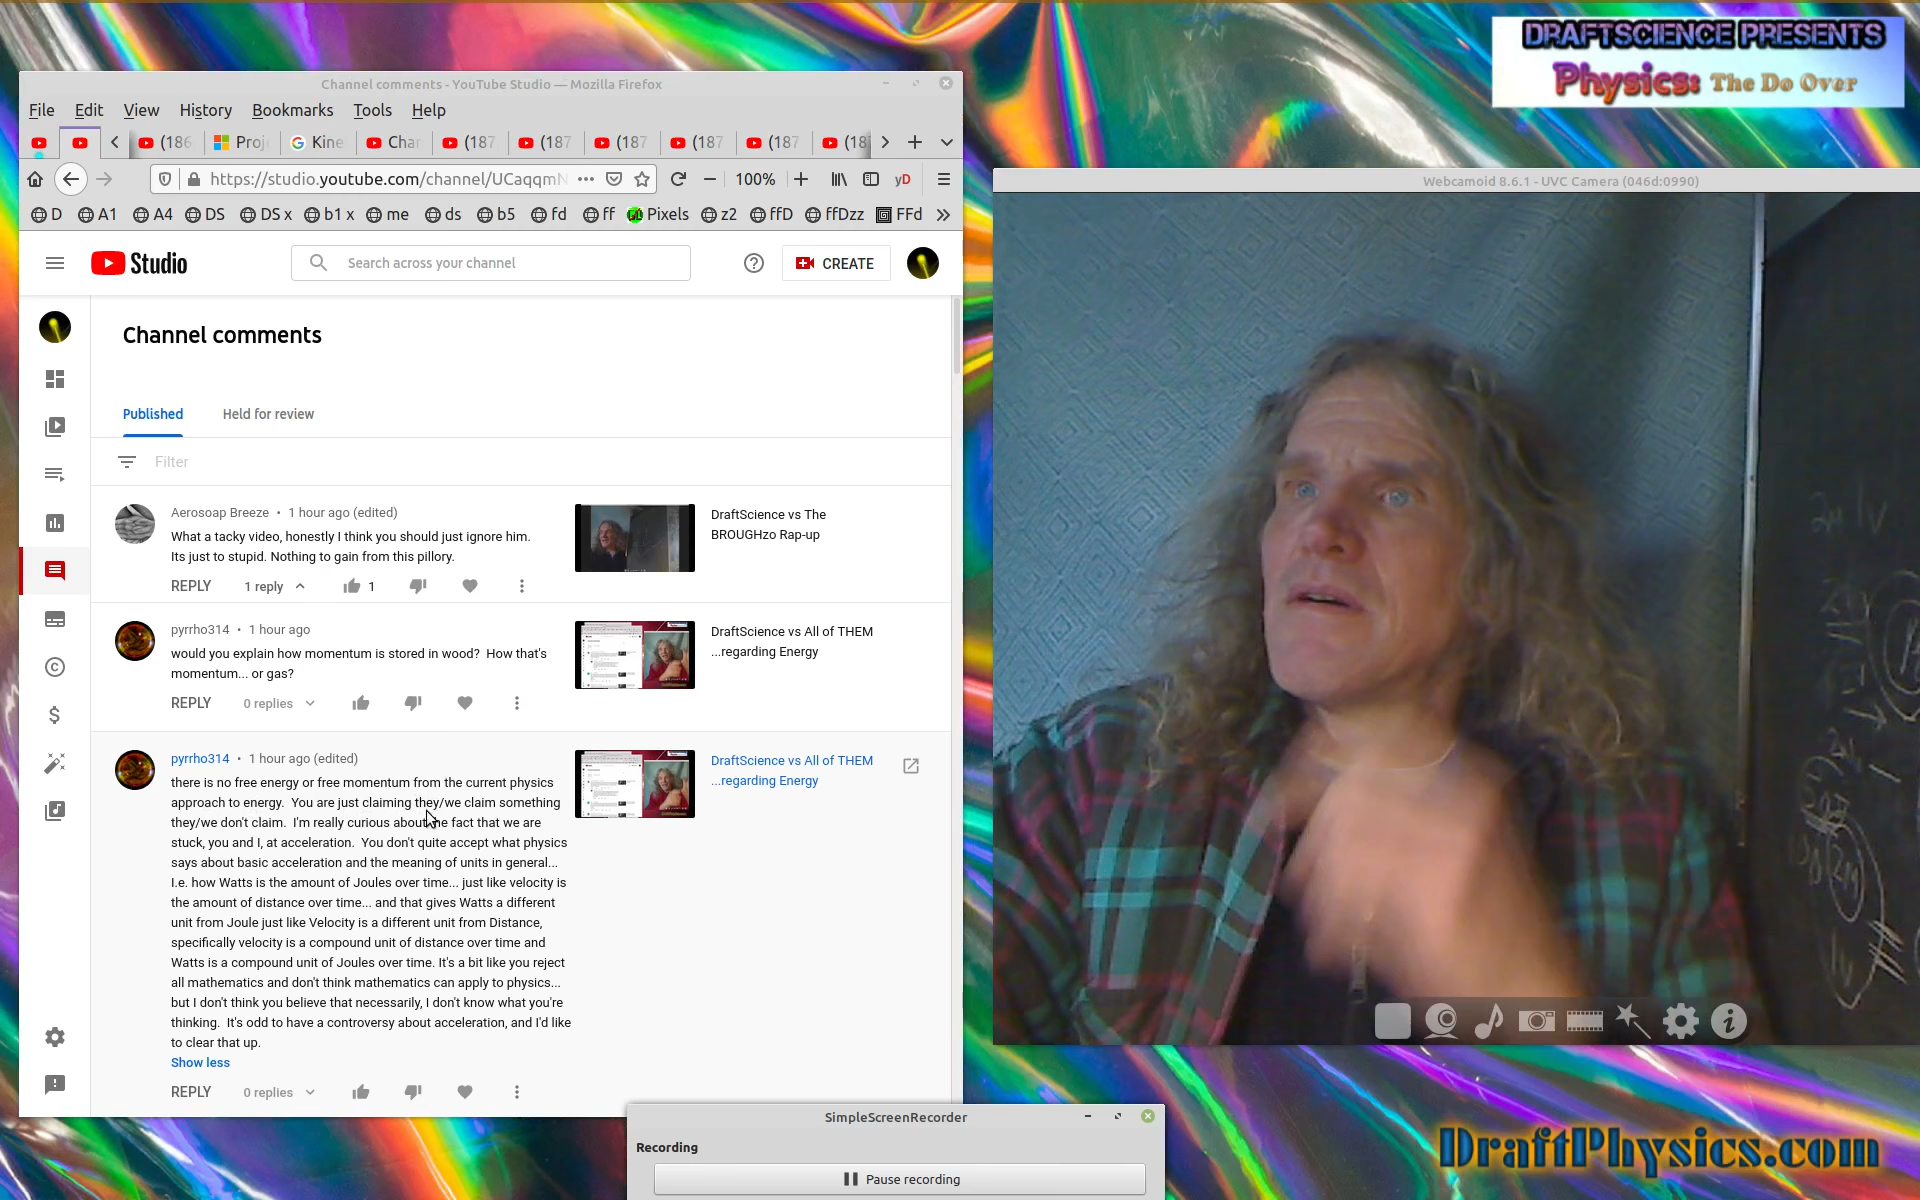 DRAFTSCIENCE PRESENTS
Physics: The Do Over
Channel comments - YouTube Studio — Mozilla Firefox
File Edit View History Bookmarks Tools Help
(186 Proj Kine Chan (187 (187 (187 (187 (187 (18
https://studio.youtube.com/channel/UCaqqmN 100% yD
D A1 A4 DS DS x b1 x me ds b5 fd ff Pixels z2 ffD ffDzz FFd
Webcamoid 8.6.1 - UVC Camera (046d:0990)
Studio
Search across your channel
CREATE
Channel comments
Published Held for review
Filter
Aerosoap Breeze • 1 hour ago (edited)
What a tacky video, honestly I think you should just ignore him.
Its just to stupid. Nothing to gain from this pillory.
REPLY 1 reply 1
DraftScience vs The
BROUGHzo Rap-up
pyrrho314 • 1 hour ago
would you explain how momentum is stored in wood? How that's
momentum... or gas?
REPLY 0 replies
DraftScience vs All of THEM
...regarding Energy
pyrrho314 • 1 hour ago (edited)
there is no free energy or free momentum from the current physics
approach to energy. You are just claiming they/we claim something
they/we don't claim. I'm really curious about the fact that we are
stuck, you and I, at acceleration. You don't quite accept what physics
says about basic acceleration and the meaning of units in general...
I.e. how Watts is the amount of Joules over time... just like velocity is
the amount of distance over time... and that gives Watts a different
unit from Joule just like Velocity is a different unit from Distance,
specifically velocity is a compound unit of distance over time and
Watts is a compound unit of Joules over time. It's a bit like you reject
all mathematics and don't think mathematics can apply to physics...
but I don't think you believe that necessarily, I don't know what you're
thinking. It's odd to have a controversy about acceleration, and I'd like
to clear that up.
Show less
REPLY 0 replies
DraftScience vs All of THEM
...regarding Energy
SimpleScreenRecorder
Recording
Pause recording
DraftPhysics.com